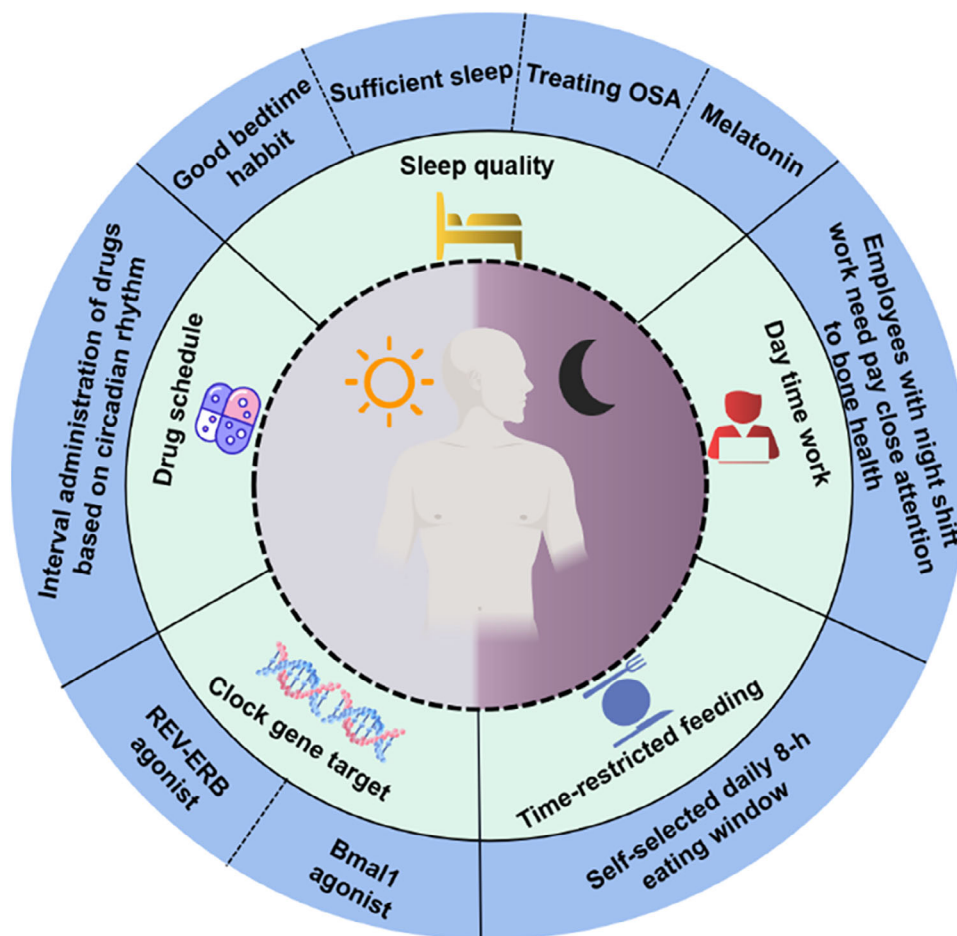 Good bedtime
habbit
Sufficient sleep
Treating OSA
Melatonin
Sleep quality
Employees with night shift
work need pay close attention
to bone health
Day time work
Interval administration of drugs
based on circadian rhythm
Drug schedule
Clock gene target
REV-ERB
agonist
Bmal1
agonist
Time-restricted feeding
Self-selected daily 8-h
eating window